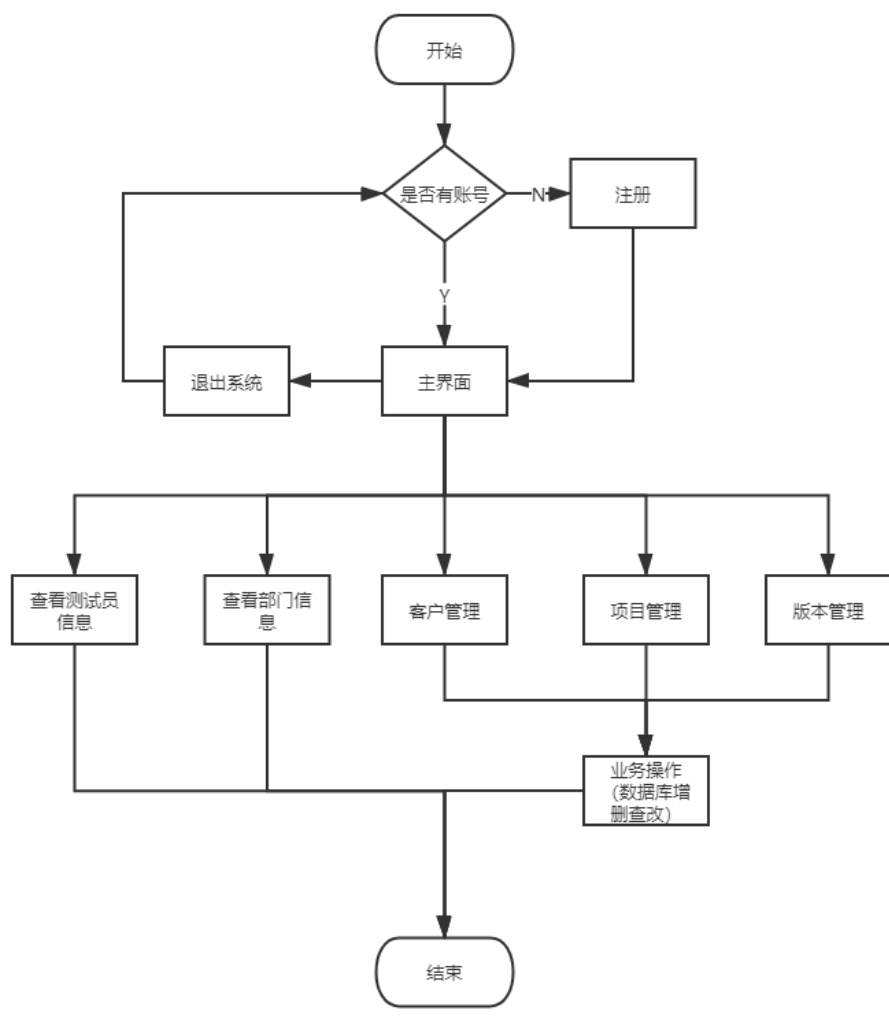 开始
是否有账号
N
注册
Y
退出系统
主界面
查看测试员
信息
查看部门信
息
客户管理
项目管理
版本管理
业务操作
（数据库增
删查改）
结束